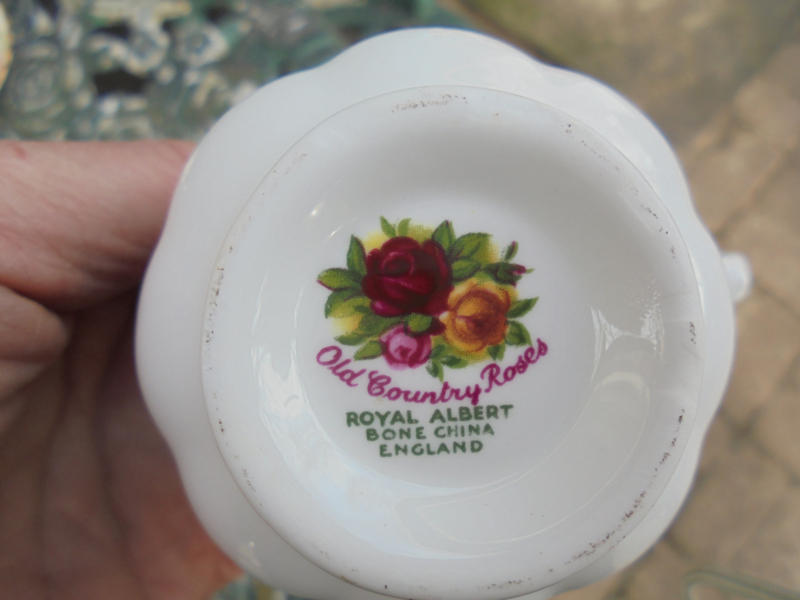 Old Country Roses
ROYAL ALBERT
BONE CHINA
ENGLAND